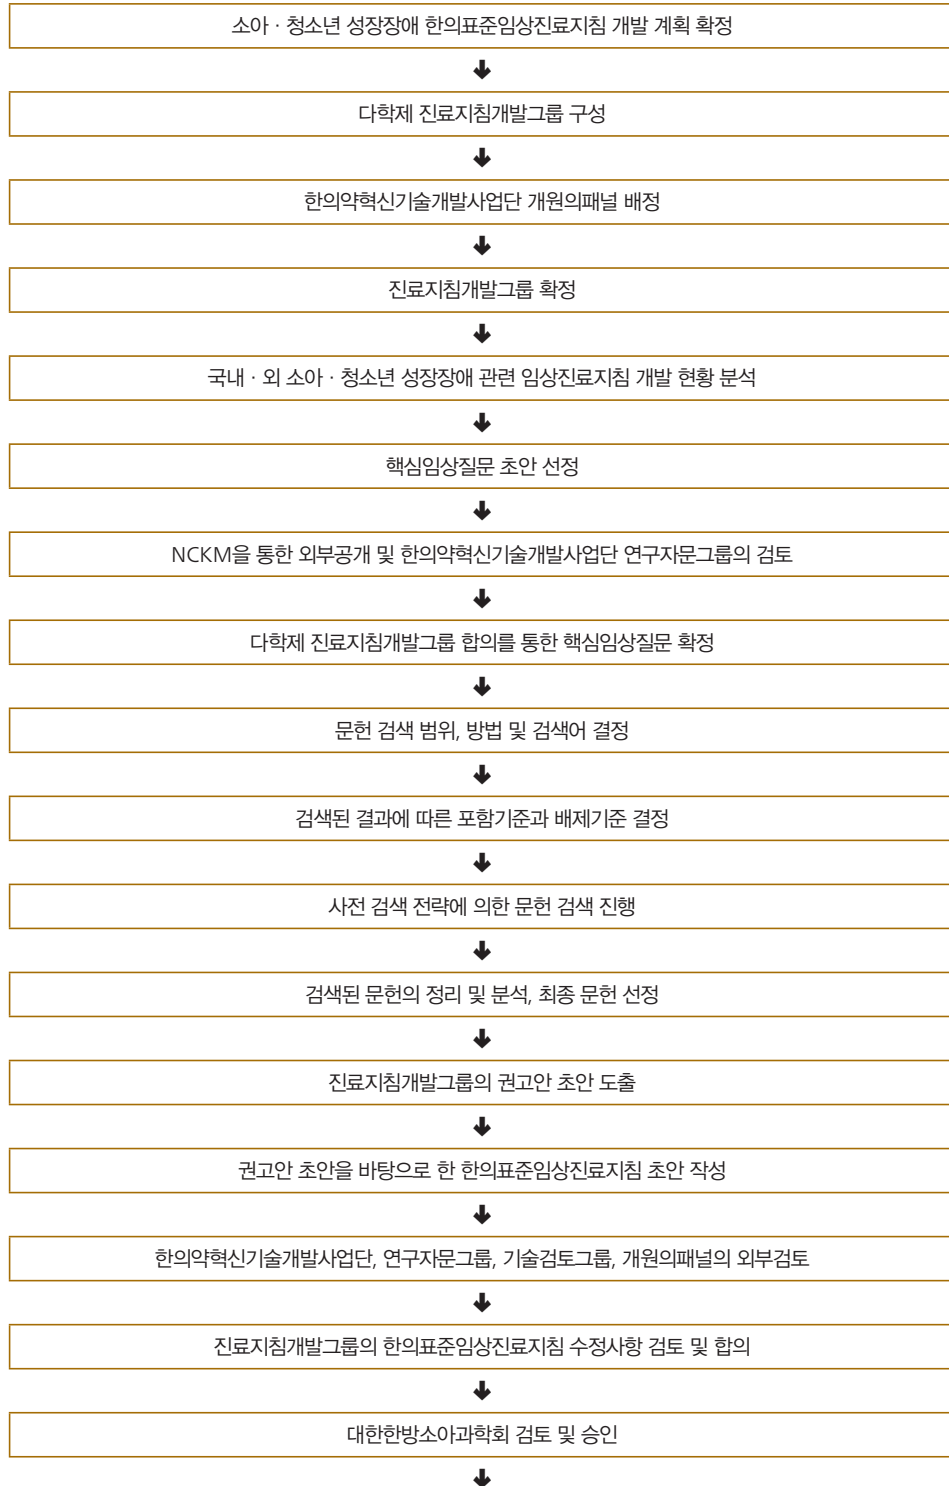 소아 · 청소년 성장장애 한의표준임상진료지침 개발 계획 확정
다학제 진료지침개발그룹 구성
한의약혁신기술개발사업단 개원의패널 배정
진료지침개발그룹 확정
국내 · 외 소아 · 청소년 성장장애 관련 임상진료지침 개발 현황 분석
핵심임상질문 초안 선정
NCKM을 통한 외부공개 및 한의약혁신기술개발사업단 연구자문그룹의 검토
다학제 진료지침개발그룹 합의를 통한 핵심임상질문 확정
문헌 검색 범위, 방법 및 검색어 결정
검색된 결과에 따른 포함기준과 배제기준 결정
사전 검색 전략에 의한 문헌 검색 진행
검색된 문헌의 정리 및 분석, 최종 문헌 선정
진료지침개발그룹의 권고안 초안 도출
권고안 초안을 바탕으로 한 한의표준임상진료지침 초안 작성
한의약혁신기술개발사업단, 연구자문그룹, 기술검토그룹, 개원의패널의 외부검토
진료지침개발그룹의 한의표준임상진료지침 수정사항 검토 및 합의
대한한방소아과학회 검토 및 승인